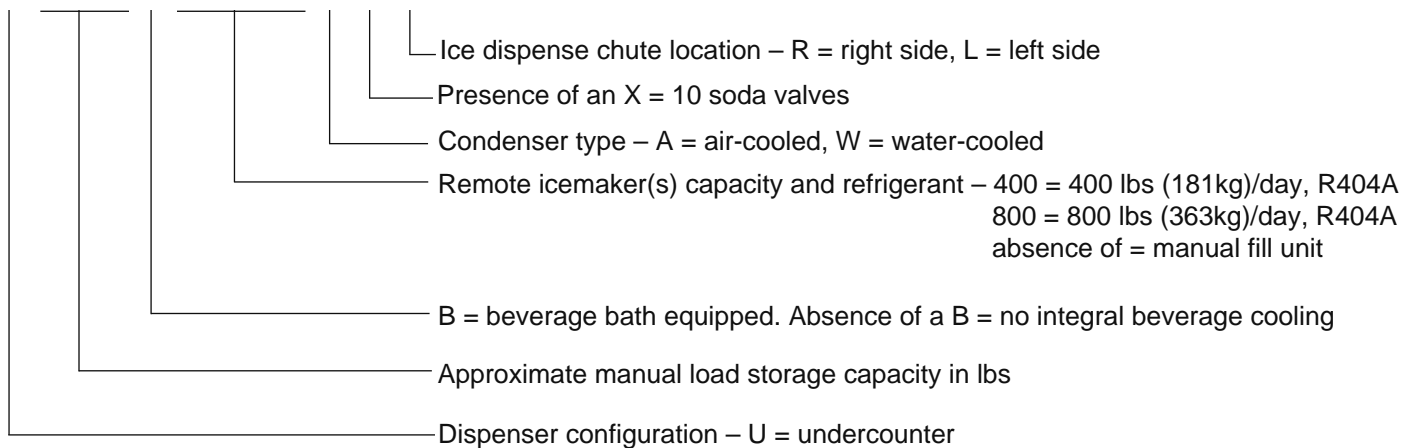 Ice dispense chute location – R = right side, L = left side
Presence of an X = 10 soda valves
Condenser type – A = air-cooled, W = water-cooled
Remote icemaker(s) capacity and refrigerant – 400 = 400 lbs (181kg)/day, R404A
800 = 800 lbs (363kg)/day, R404A
absence of = manual fill unit
B = beverage bath equipped. Absence of a B = no integral beverage cooling
Approximate manual load storage capacity in lbs
Dispenser configuration – U = undercounter